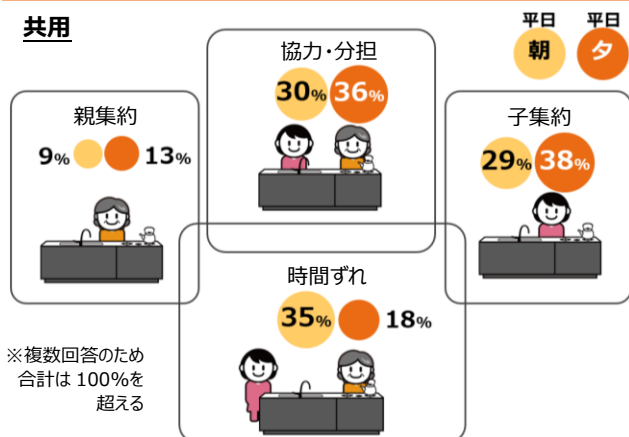 共用
平日 平日
朝 夕
協力・分担
30% 36%
親集約
9% 13%
子集約
29% 38%
時間ずれ
35% 18%
※複数回答のため
合計は 100%を
超える